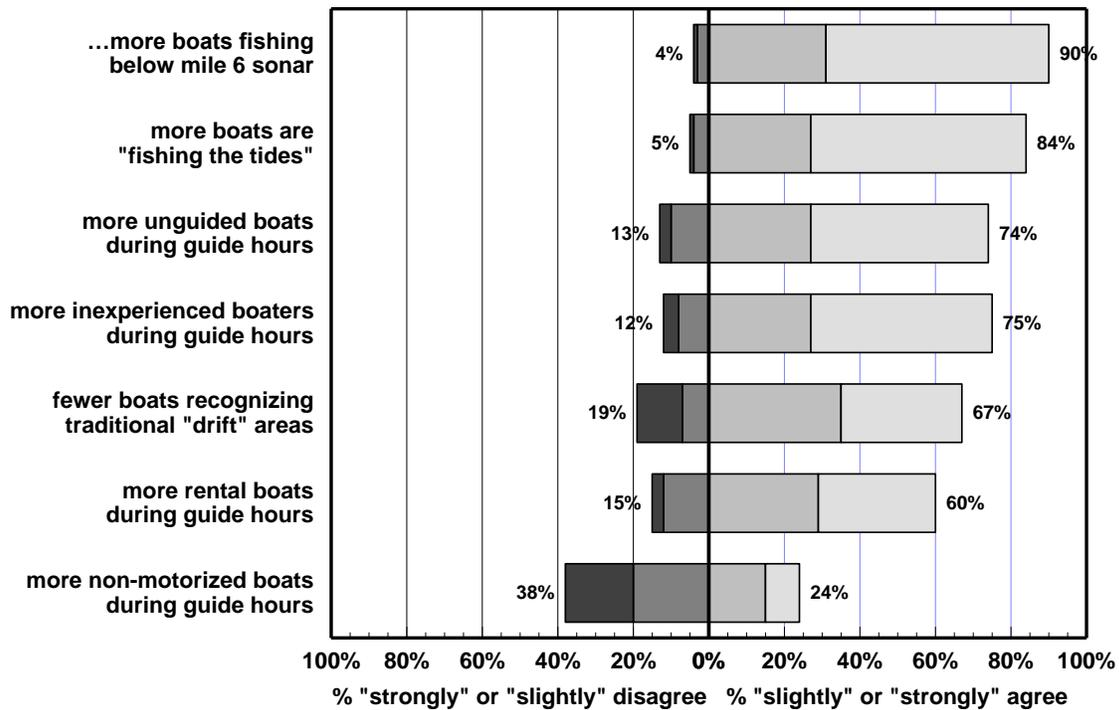 …more boats fishing
below mile 6 sonar
4%
90%
more boats are
"fishing the tides"
5%
84%
more unguided boats
during guide hours
13%
74%
more inexperienced boaters
during guide hours
12%
75%
fewer boats recognizing
traditional "drift" areas
19%
67%
more rental boats
during guide hours
15%
60%
more non-motorized boats
during guide hours
38%
24%
100% 80% 60% 40% 20% 0% 20% 40% 60% 80% 100%
% "strongly" or "slightly" disagree % "slightly" or "strongly" agree